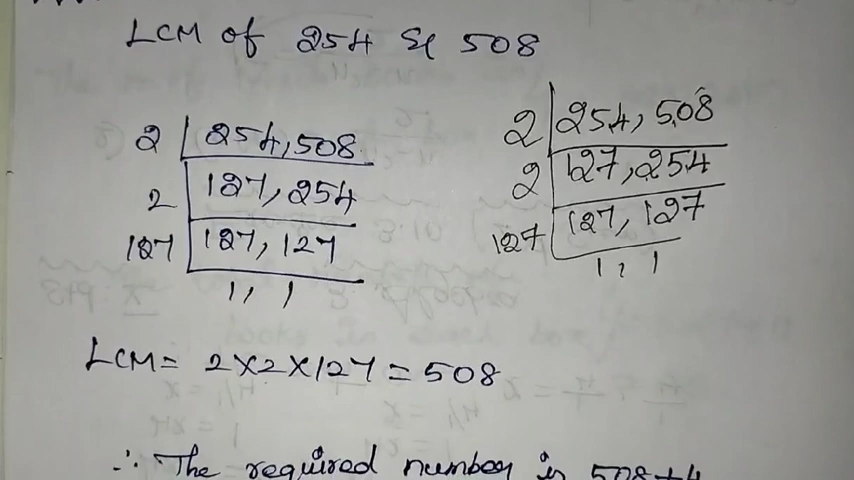 LCM of 254 & 508
2 | 254, 508
2 | 127, 254
127 | 127, 127
1, 1
2 | 254, 508
2 | 127, 254
127 | 127, 127
1, 1
LCM = 2×2×127 = 508
∴ The required number is 508+4